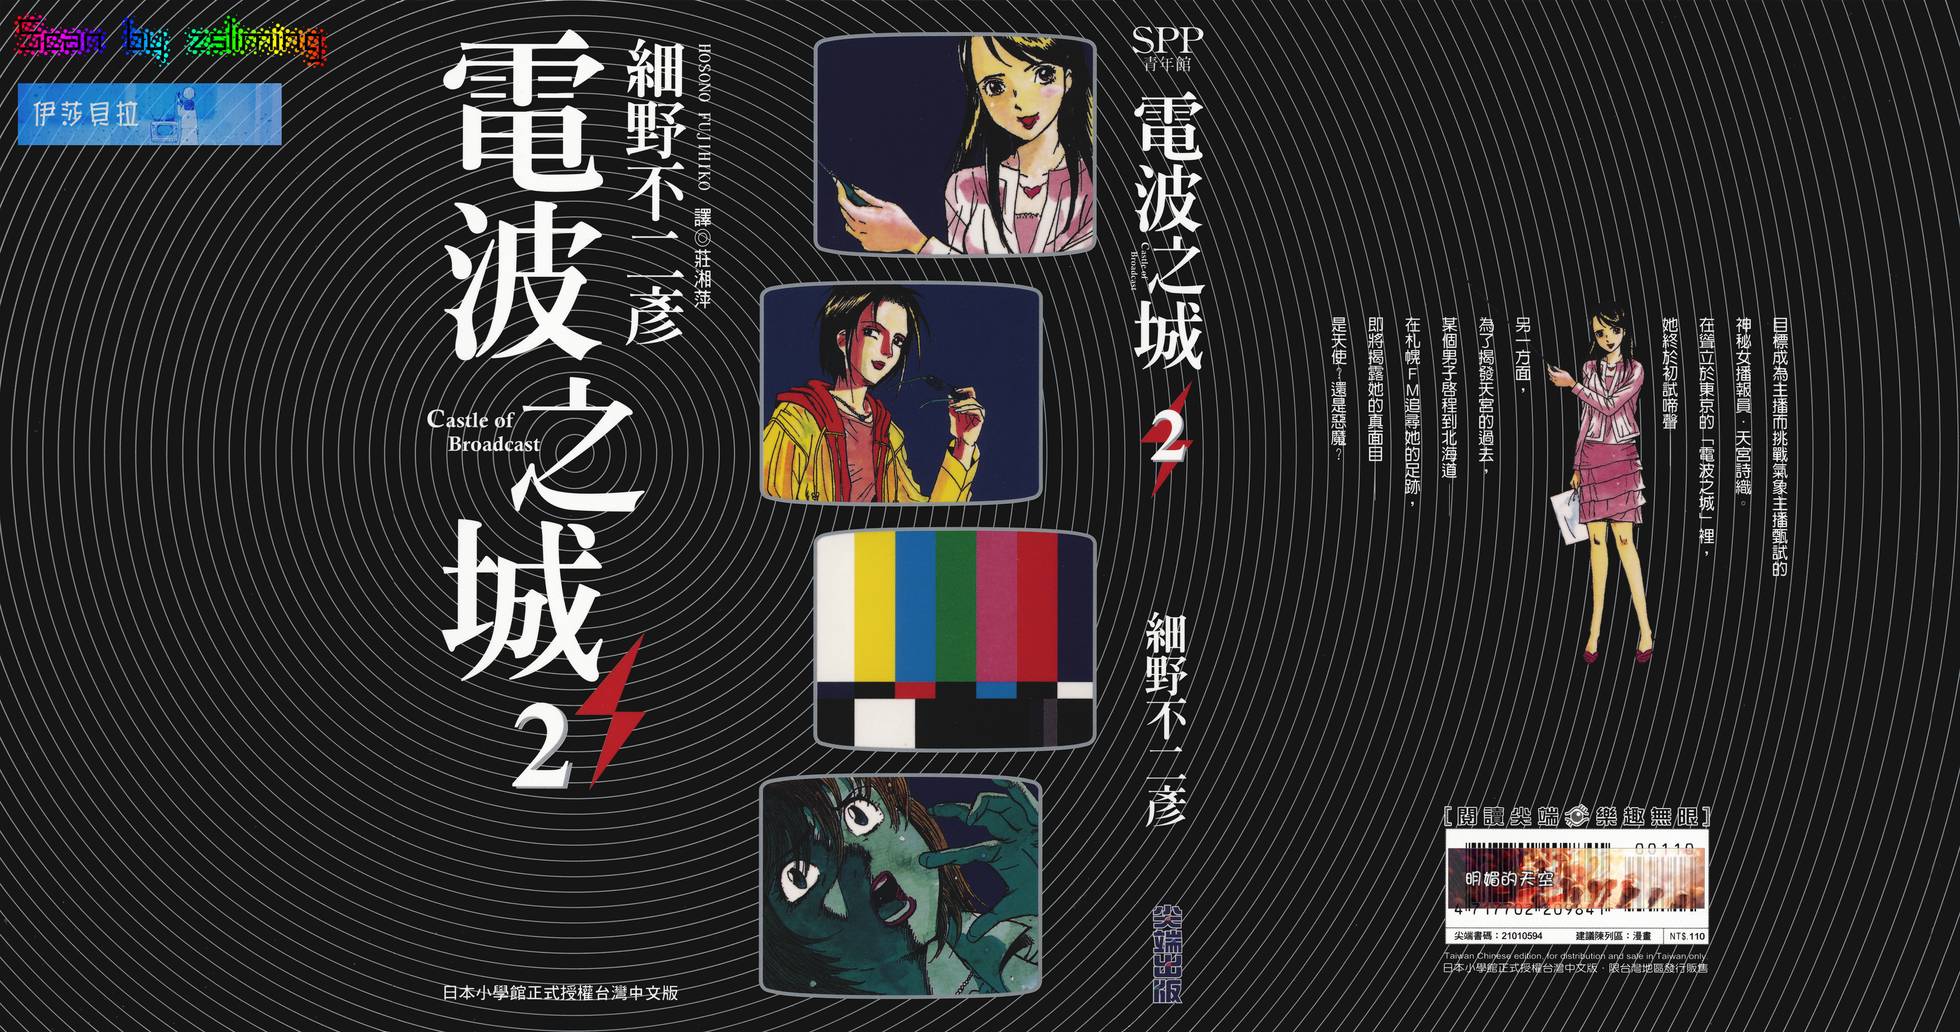 Scan by zelming
伊莎貝拉
電波之城
Castle of
Broadcast
2
細野不二彥
HOSONO FUJIHIKO 譯◎莊湘萍
日本小學館正式授權台灣中文版
SPP
青年館
電波之城
Castle of
Broadcast
2
細野不二彥
尖端出版
目標成為主播而挑戰氣象主播甄試的
神秘女播報員．天宮詩織。
在聳立於東京的「電波之城」裡，
她終於初試啼聲
另一方面，
為了揭發天宮的過去，
某個男子啓程到北海道
在札幌FM追尋她的足跡，
即將揭露她的真面目
是天使？還是惡魔？
[閱讀尖端 樂趣無限]
00110
明媚的天空
4 717702 209841
尖端書碼：21010594 建議陳列區：漫畫 NT$.110
Taiwan Chinese edition, for distribution and sale in Taiwan only
日本小學館正式授權台灣中文版．限台灣地區發行販售